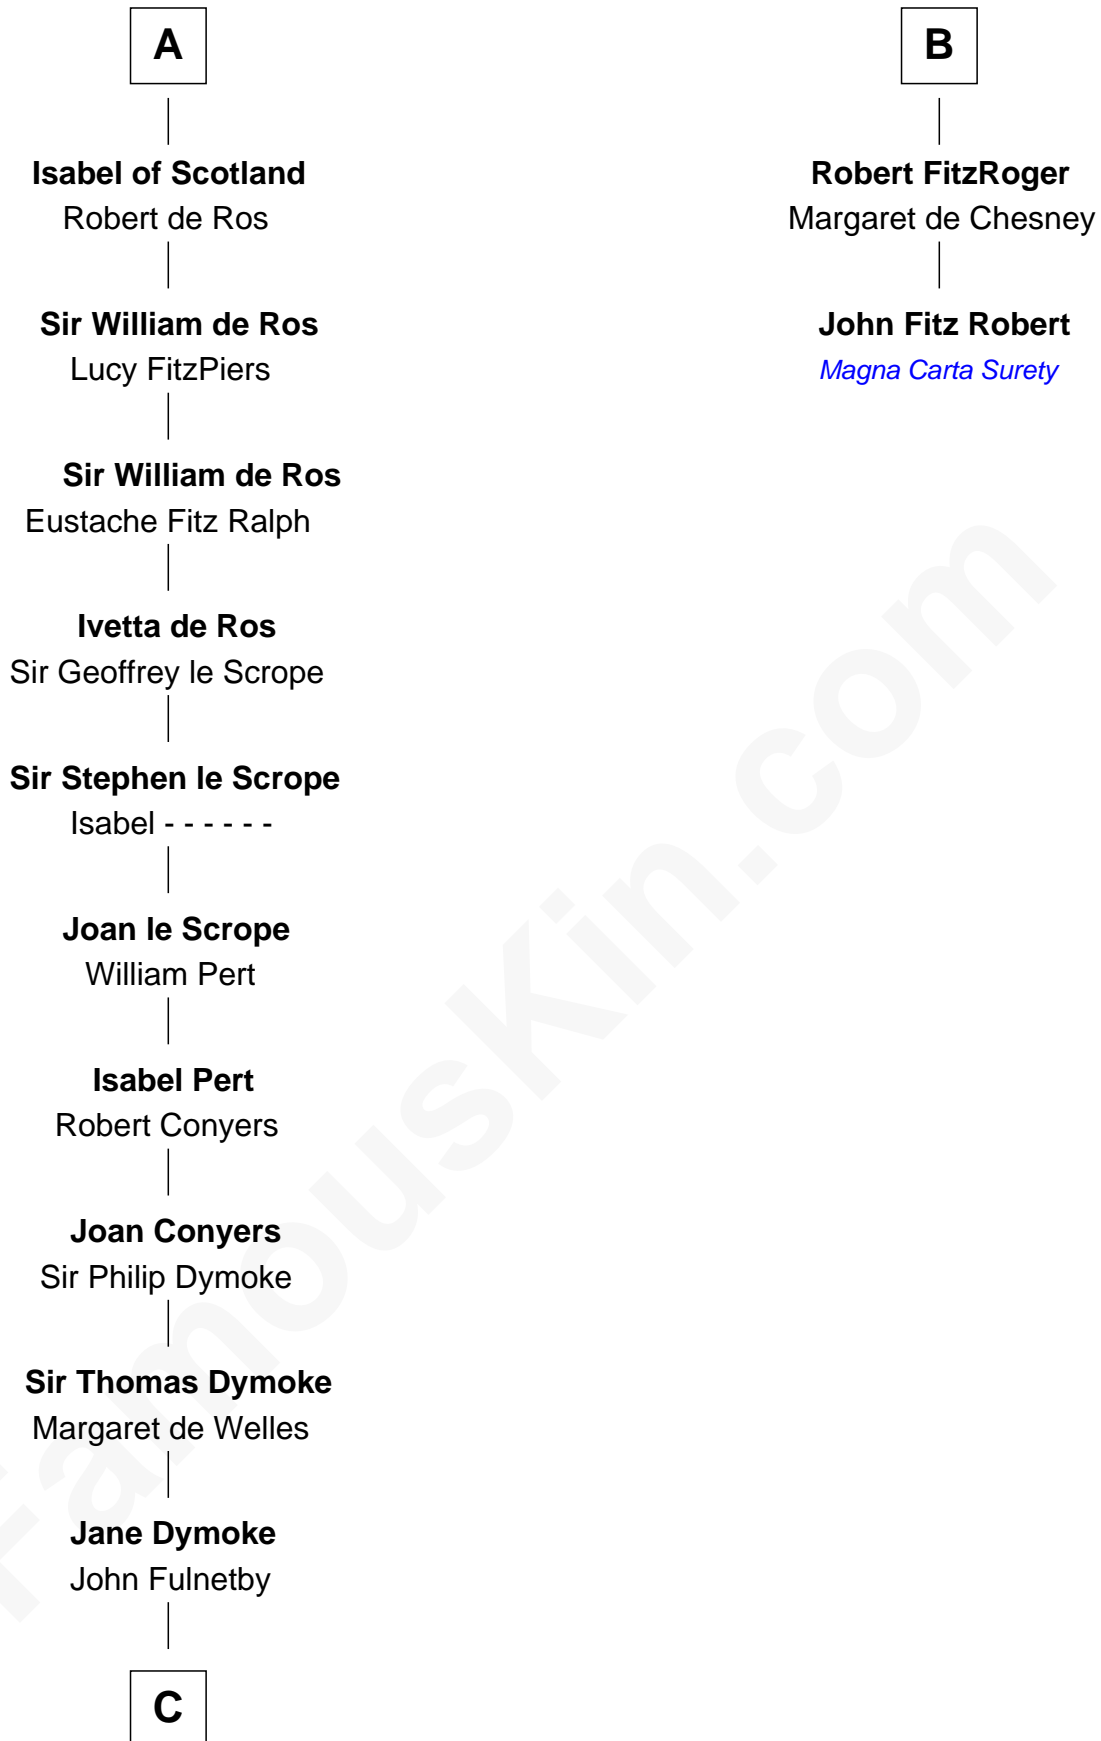 A
B
Isabel of Scotland
Robert de Ros
Robert FitzRoger
Margaret de Chesney
Sir William de Ros
Lucy FitzPiers
John Fitz Robert
Magna Carta Surety
Sir William de Ros
Eustache Fitz Ralph
Ivetta de Ros
Sir Geoffrey le Scrope
Sir Stephen le Scrope
Isabel - - - - - -
Joan le Scrope
William Pert
Isabel Pert
Robert Conyers
Joan Conyers
Sir Philip Dymoke
Sir Thomas Dymoke
Margaret de Welles
Jane Dymoke
John Fulnetby
C
FamousKin.com